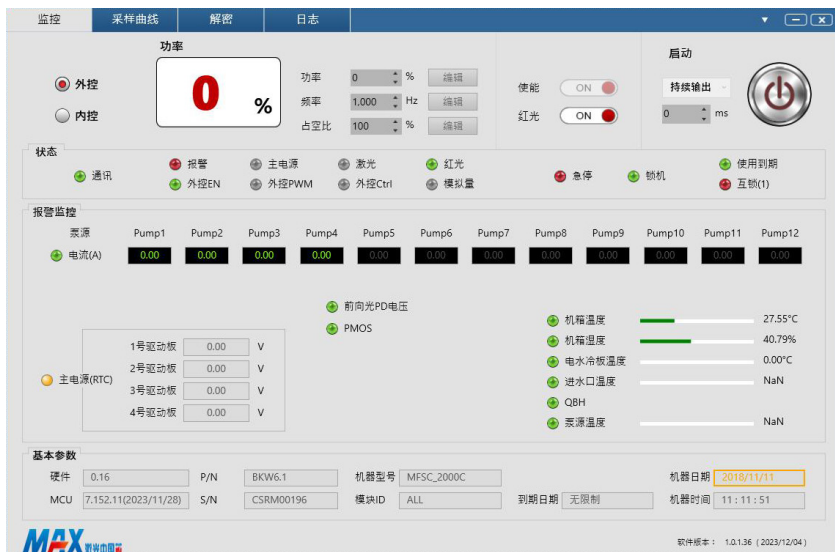 监控 采样曲线 解密 日志
功率
启动
外控
内控
0 %
功率 0 % 编辑
频率 1.000 Hz 编辑
占空比 100 % 编辑
使能 ON
红光 ON
持续输出
0 ms
状态
通讯 报警 主电源 激光 红光 急停 锁机 使用到期
外控EN 外控PWM 外控Ctrl 模拟量 互锁(1)
报警监控
泵源 Pump1 Pump2 Pump3 Pump4 Pump5 Pump6 Pump7 Pump8 Pump9 Pump10 Pump11 Pump12
电流(A) 0.00 0.00 0.00 0.00 0.00 0.00 0.00 0.00 0.00 0.00 0.00 0.00
前向光PD电压
PMOS
主电源(RTC)
1号驱动板 0.00 V
2号驱动板 0.00 V
3号驱动板 0.00 V
4号驱动板 0.00 V
机箱温度 27.55°C
机箱湿度 40.79%
电水冷板温度 0.00°C
进水口温度 NaN
QBH
泵源温度 NaN
基本参数
硬件 0.16 P/N BKW6.1 机器型号 MFSC_2000C 机器日期 2018/11/11
MCU 7.152.11(2023/11/28) S/N CSRM00196 模块ID ALL 到期日期 无限制 机器时间 11:11:51
MAX 激光中国芯
软件版本: 1.0.1.36 (2023/12/04)